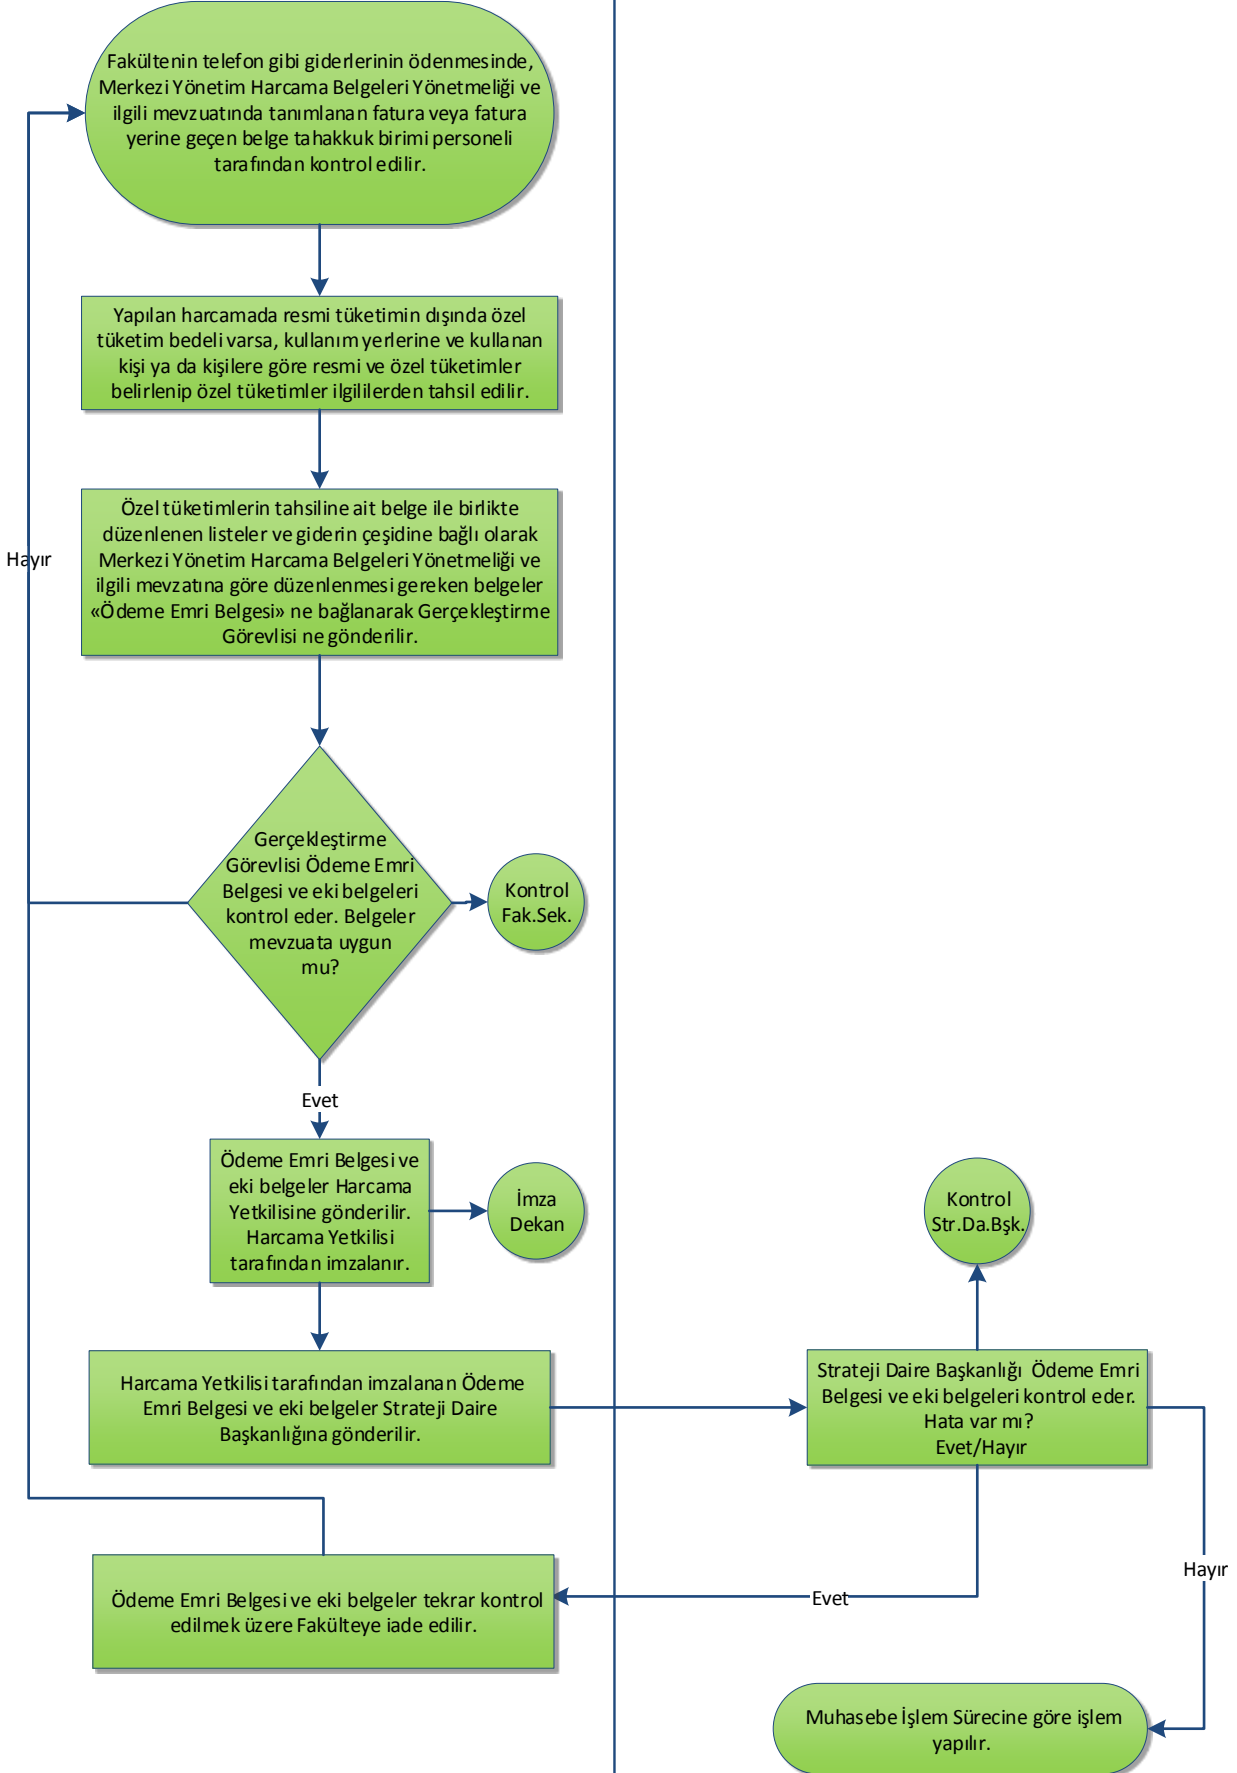 Fakültenin telefon gibi giderlerinin ödenmesinde,
Merkezi Yönetim Harcama Belgeleri Yönetmeliği ve
ilgili mevzuatında tanımlanan fatura veya fatura
yerine geçen belge tahakkuk birimi personeli
tarafından kontrol edilir.
Yapılan harcamada resmi tüketimin dışında özel
tüketim bedeli varsa, kullanım yerlerine ve kullanan
kişi ya da kişilere göre resmi ve özel tüketimler
belirlenip özel tüketimler ilgililerden tahsil edilir.
Özel tüketimlerin tahsiline ait belge ile birlikte
düzenlenen listeler ve giderin çeşidine bağlı olarak
Merkezi Yönetim Harcama Belgeleri Yönetmeliği ve
ilgili mevzatına göre düzenlenmesi gereken belgeler
«Ödeme Emri Belgesi» ne bağlanarak Gerçekleştirme
Görevlisi ne gönderilir.
Hayır
Gerçekleştirme
Görevlisi Ödeme Emri
Belgesi ve eki belgeleri
kontrol eder. Belgeler
mevzuata uygun
mu?
Kontrol
Fak.Sek.
Evet
Ödeme Emri Belgesi ve
eki belgeler Harcama
Yetkilisine gönderilir.
Harcama Yetkilisi
tarafından imzalanır.
İmza
Dekan
Kontrol
Str.Da.Bşk.
Harcama Yetkilisi tarafından imzalanan Ödeme
Emri Belgesi ve eki belgeler Strateji Daire
Başkanlığına gönderilir.
Strateji Daire Başkanlığı Ödeme Emri
Belgesi ve eki belgeleri kontrol eder.
Hata var mı?
Evet/Hayır
Hayır
Evet
Ödeme Emri Belgesi ve eki belgeler tekrar kontrol
edilmek üzere Fakülteye iade edilir.
Muhasebe İşlem Sürecine göre işlem
yapılır.